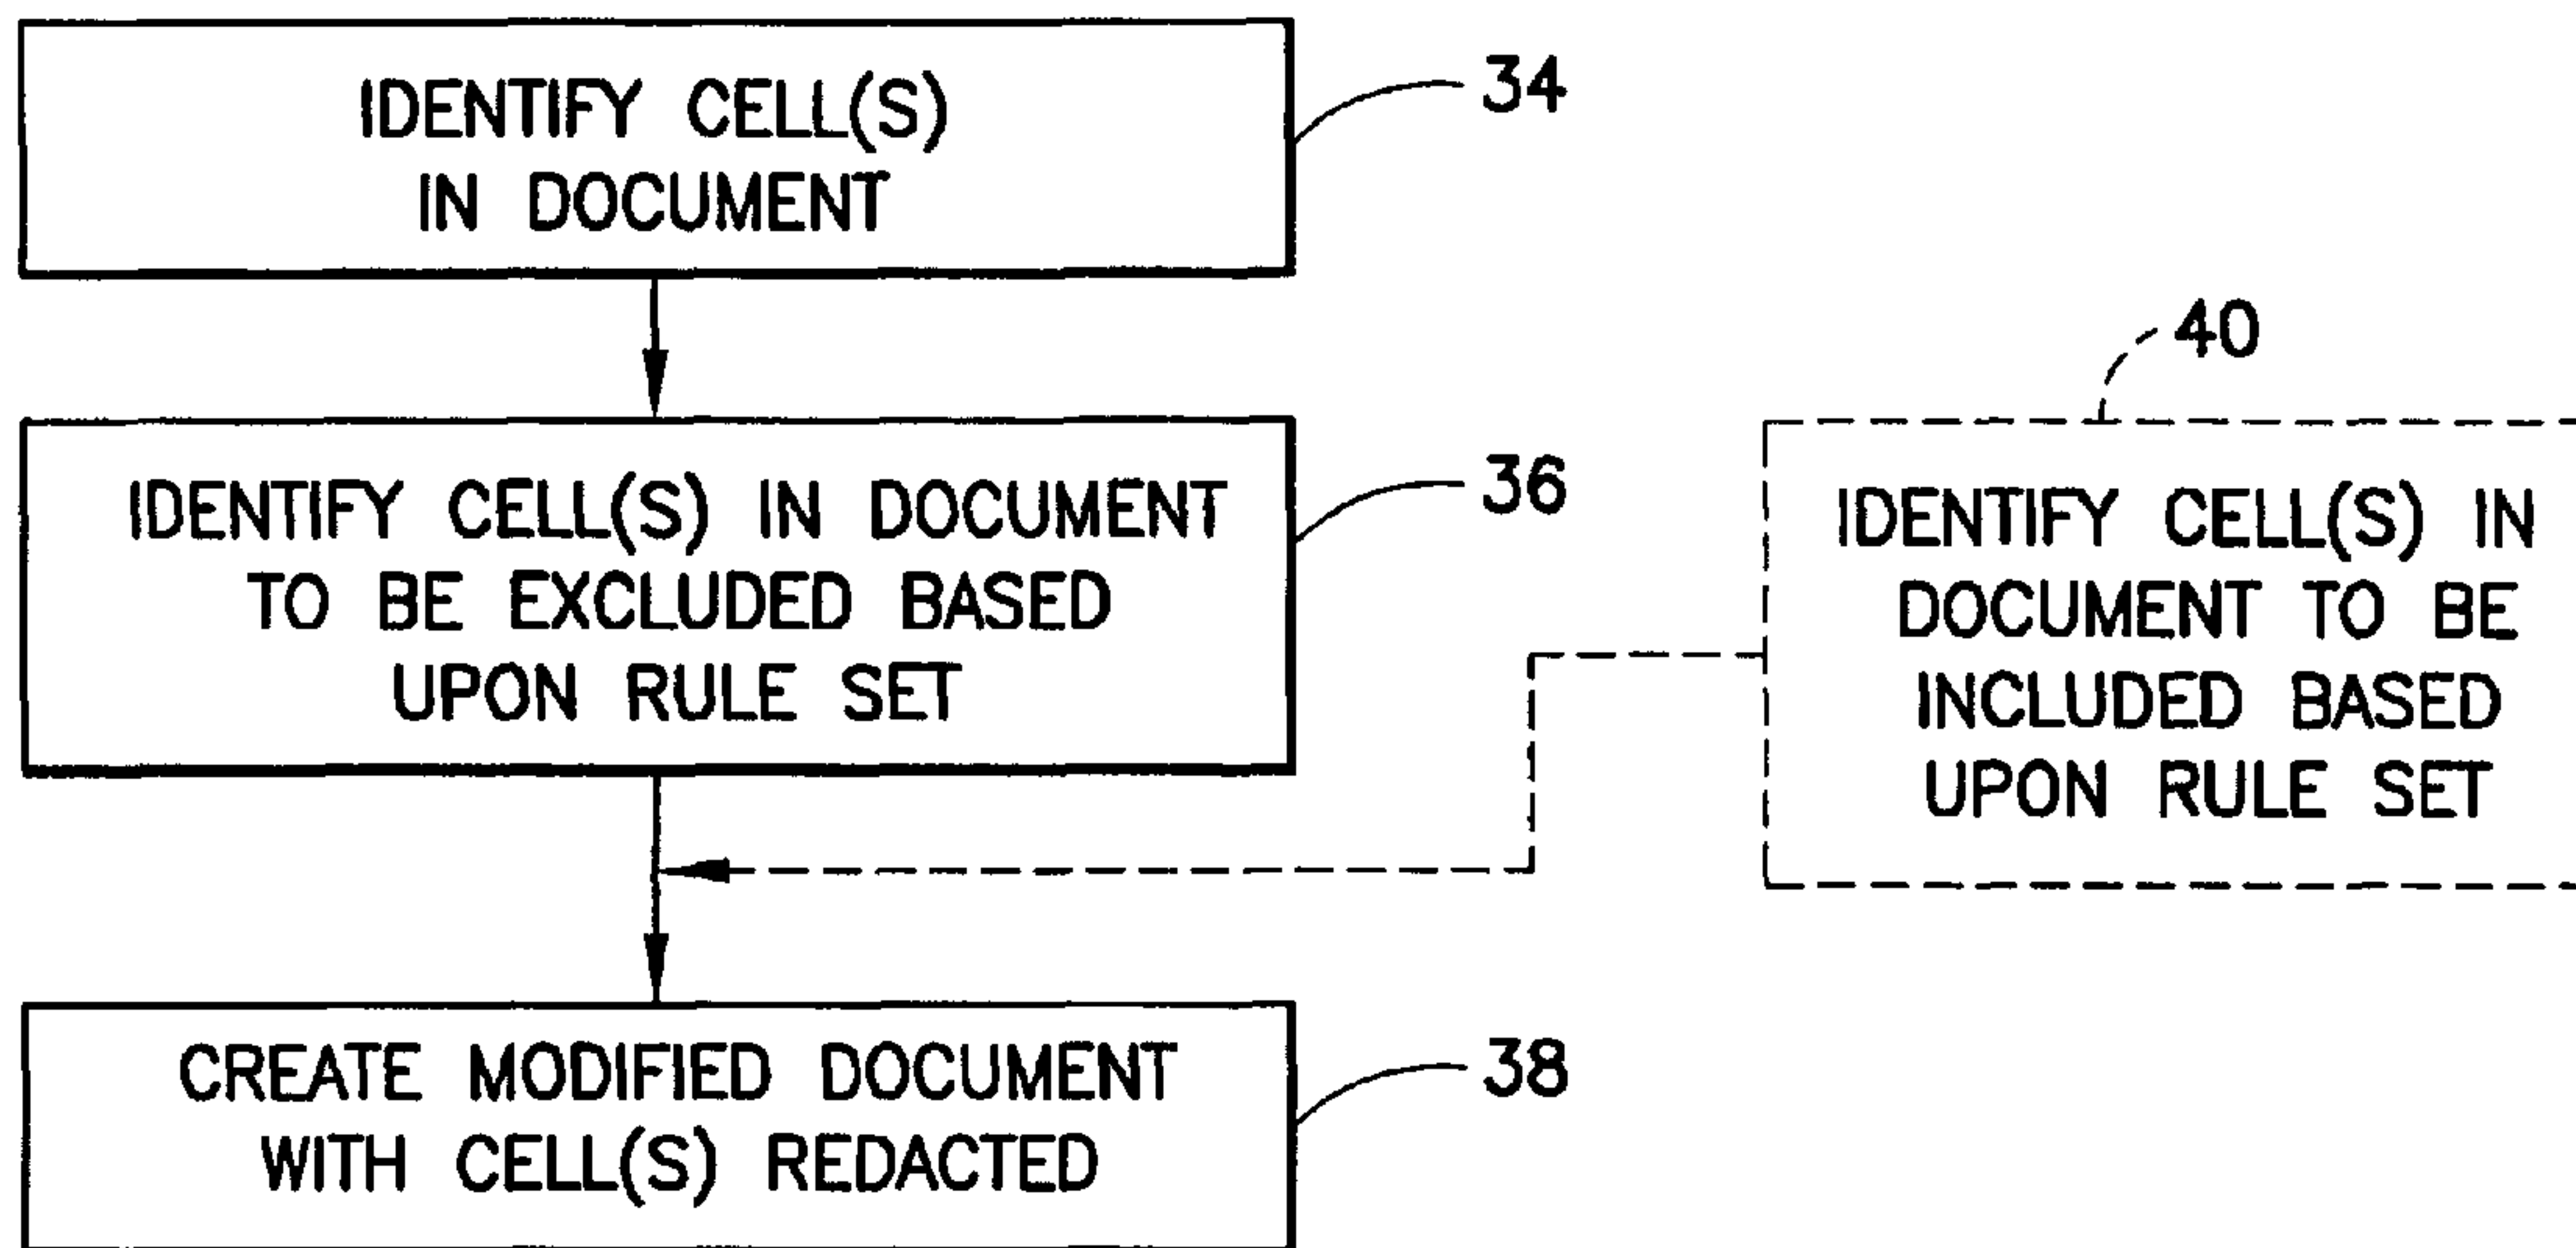 IDENTIFY CELL(S)
IN DOCUMENT
34
IDENTIFY CELL(S) IN DOCUMENT
TO BE EXCLUDED BASED
UPON RULE SET
36
40
IDENTIFY CELL(S) IN
DOCUMENT TO BE
INCLUDED BASED
UPON RULE SET
CREATE MODIFIED DOCUMENT
WITH CELL(S) REDACTED
38